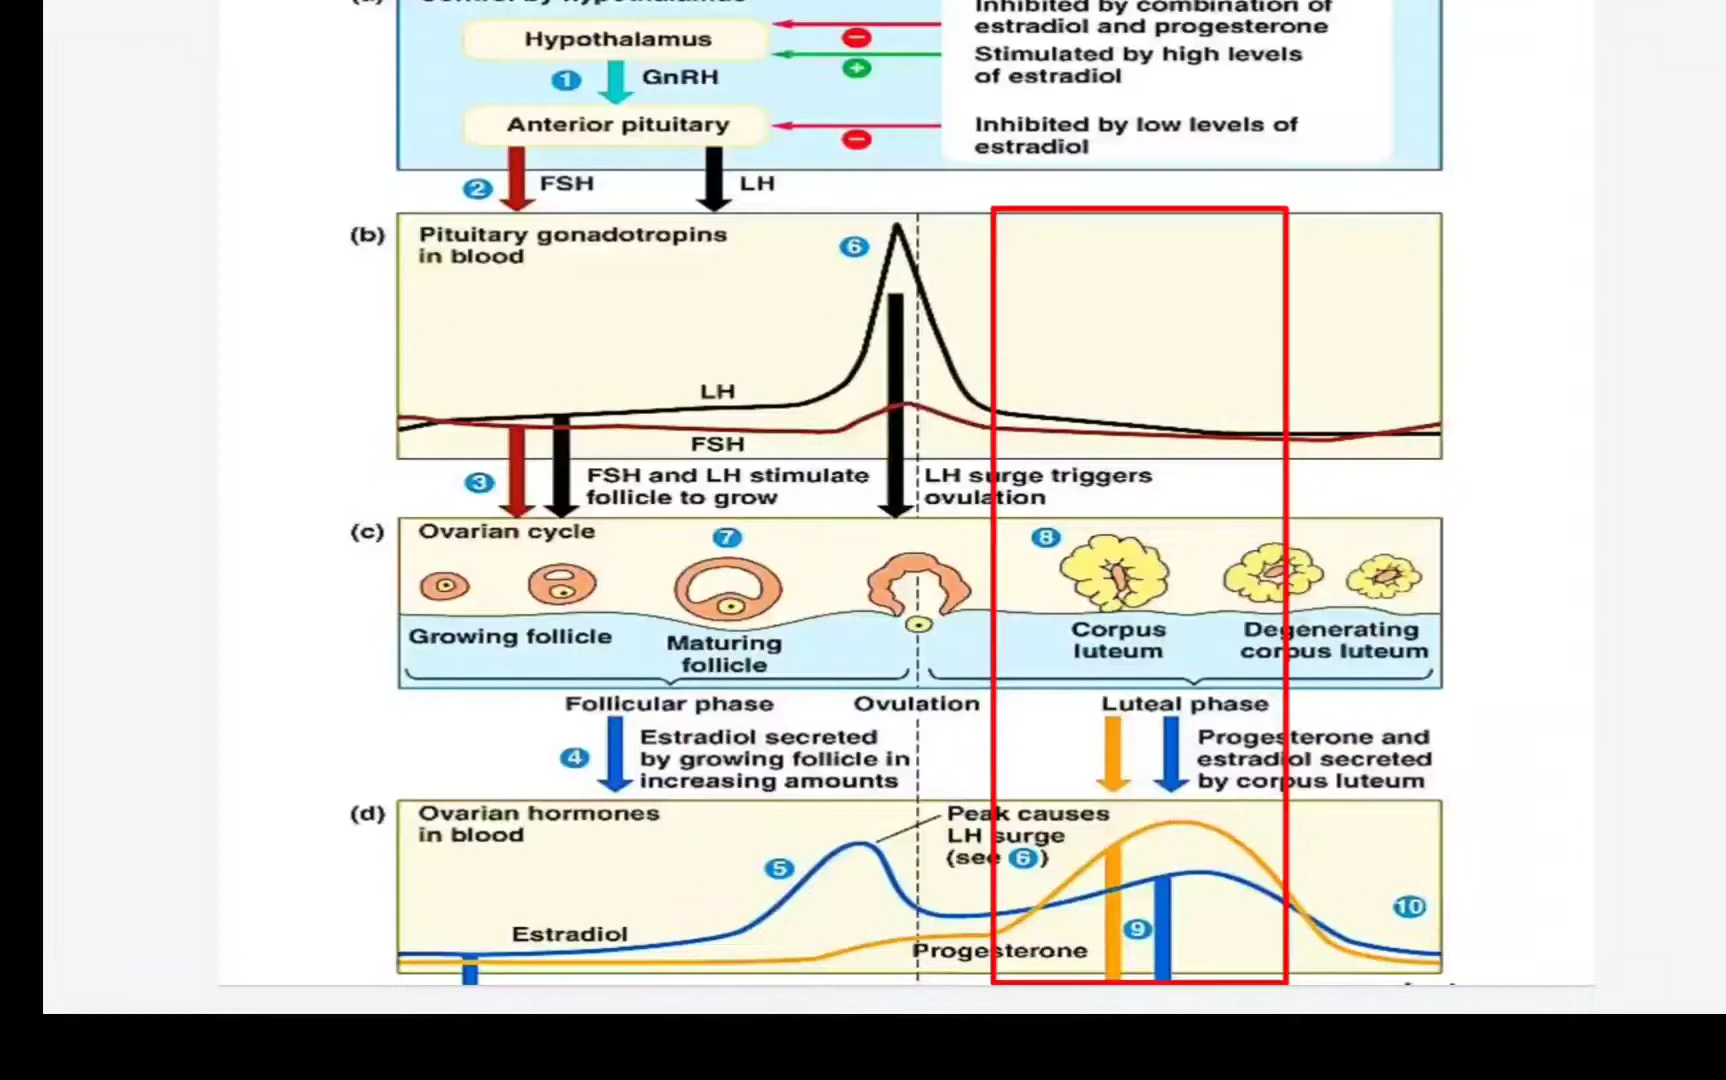 Control by hypothalamus
Inhibited by combination of
estradiol and progesterone
Hypothalamus
Stimulated by high levels
of estradiol
1 GnRH
Anterior pituitary
Inhibited by low levels of
estradiol
2 FSH LH
(b) Pituitary gonadotropins
in blood
6
LH
FSH
3 FSH and LH stimulate
follicle to grow
LH surge triggers
ovulation
(c) Ovarian cycle
7
8
Growing follicle
Maturing
follicle
Corpus
luteum
Degenerating
corpus luteum
Follicular phase
Ovulation
Luteal phase
4 Estradiol secreted
by growing follicle in
increasing amounts
Progesterone and
estradiol secreted
by corpus luteum
(d) Ovarian hormones
in blood
Peak causes
LH surge
(see 6)
5
10
9
Estradiol
Progesterone